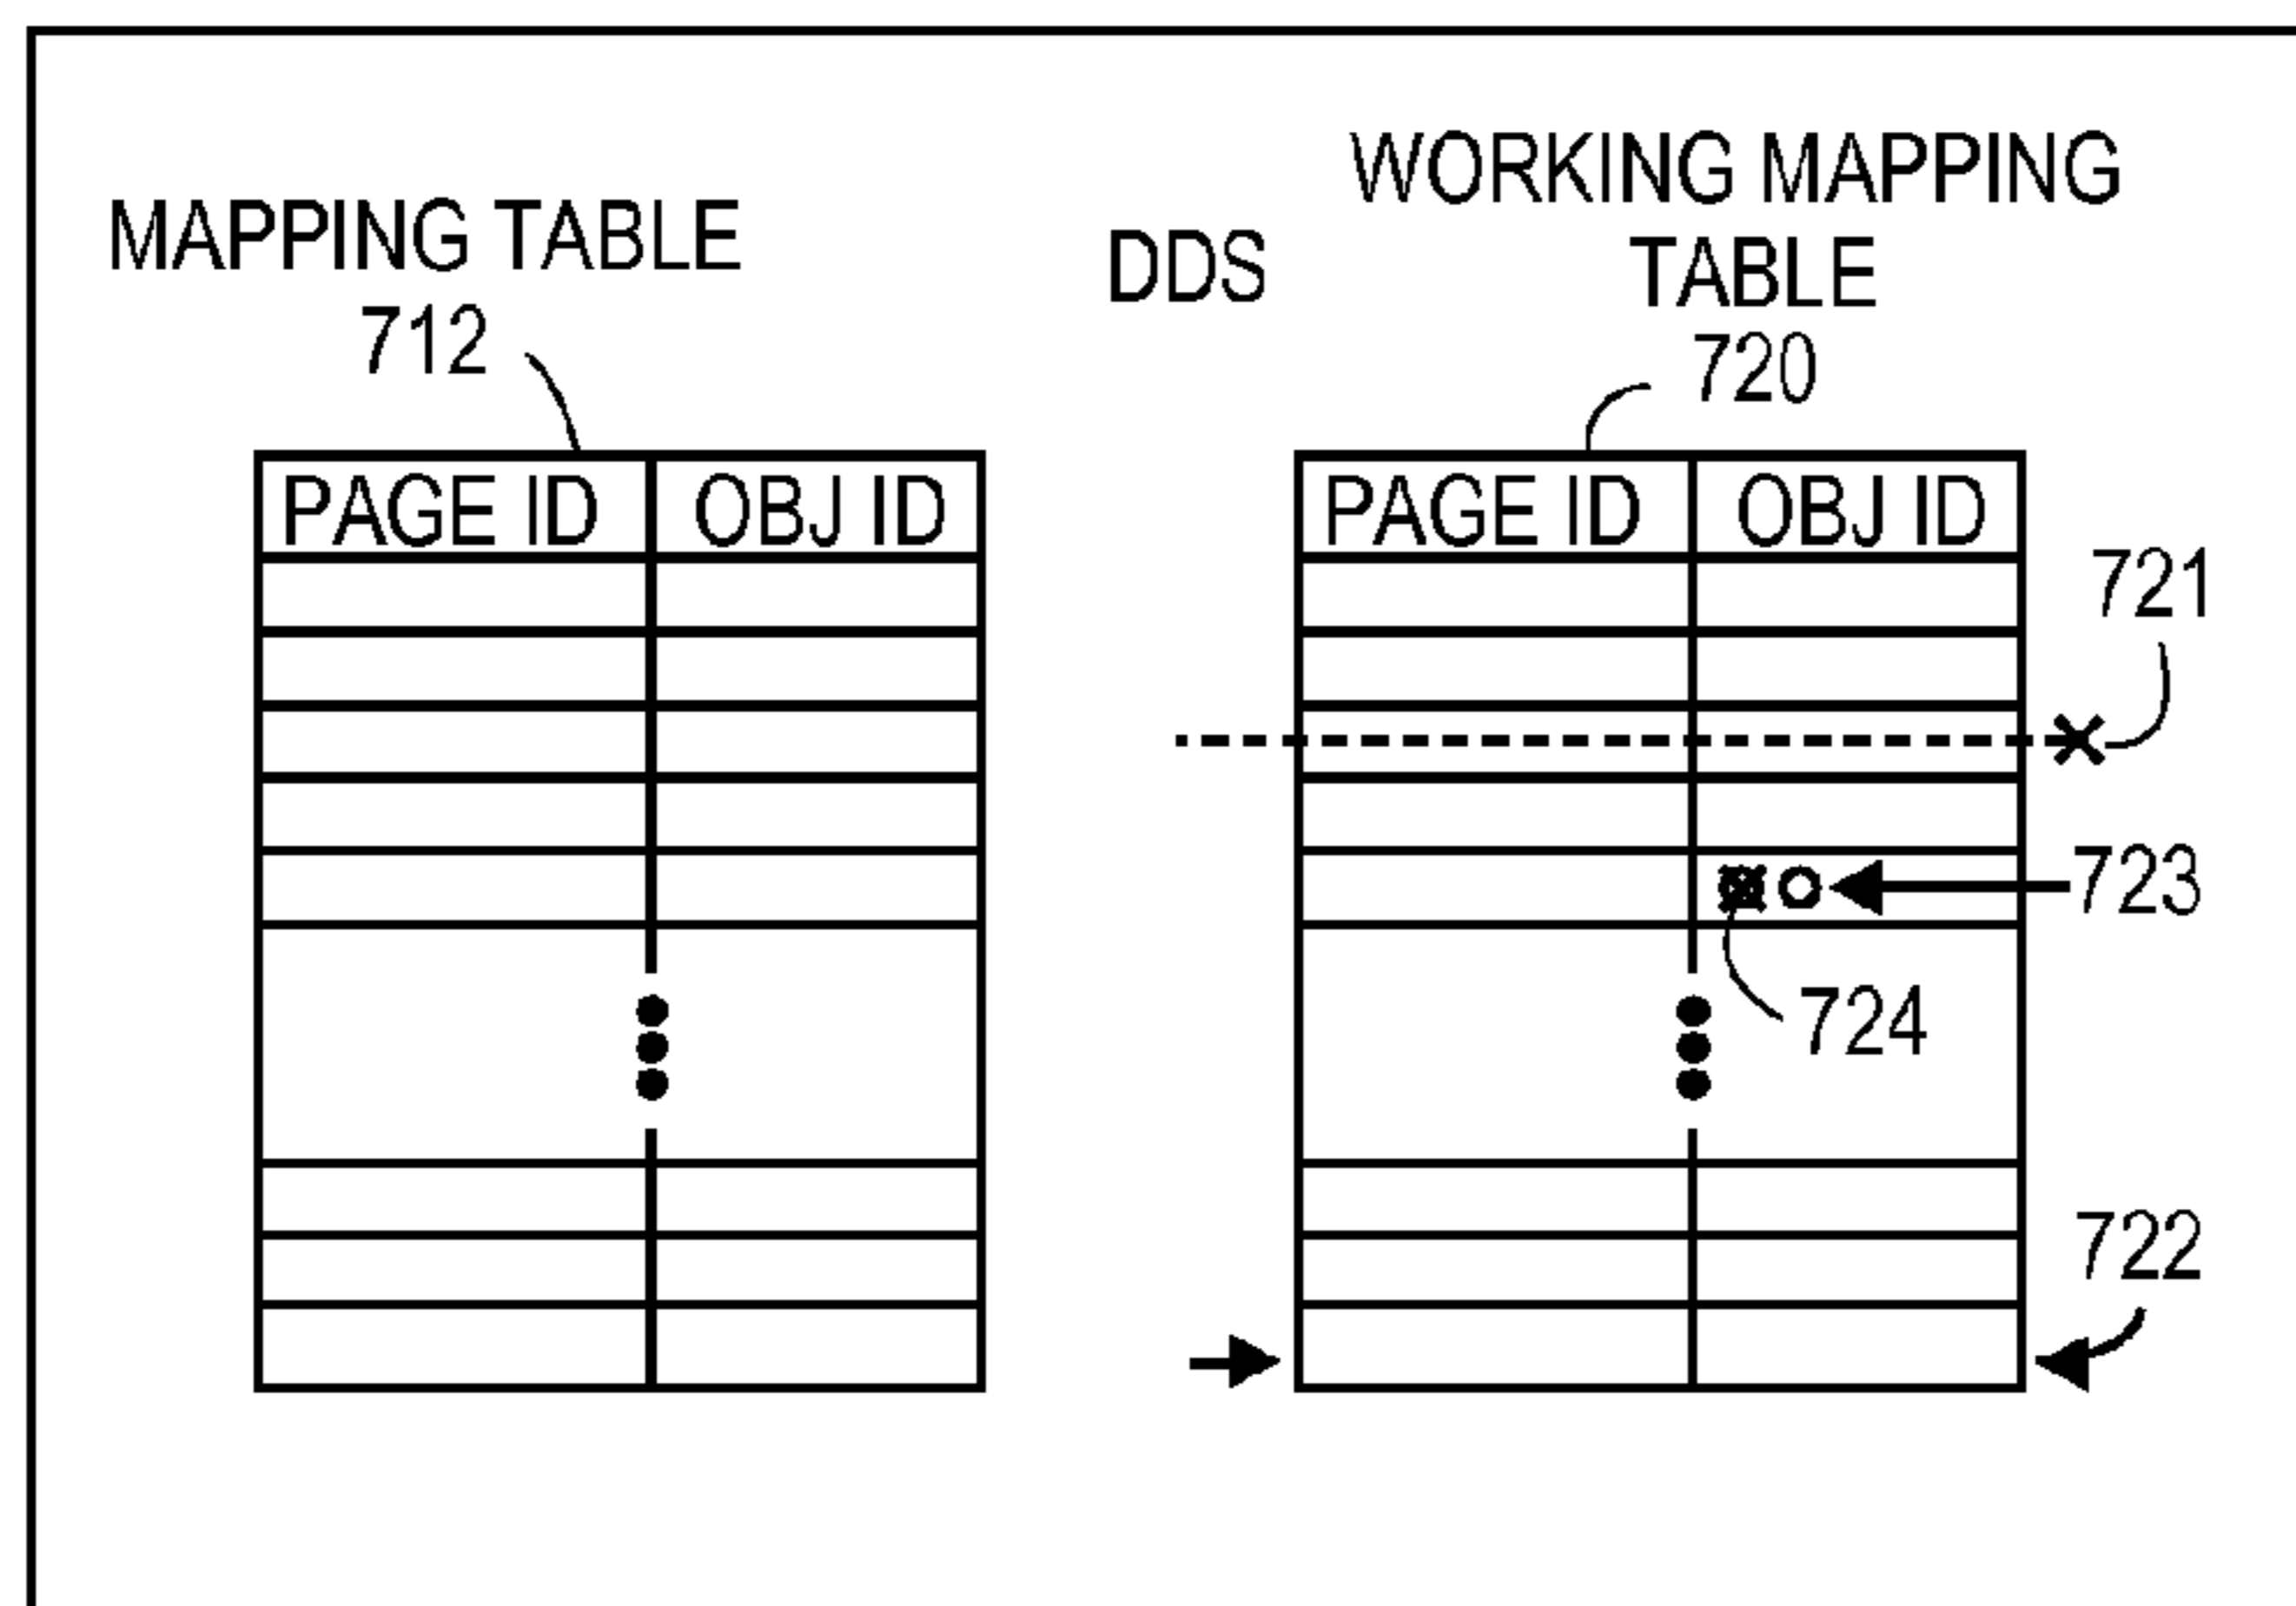 MAPPING TABLE
712
DDS
WORKING MAPPING
TABLE
720
PAGE ID OBJ ID
PAGE ID OBJ ID
721
723
724
722